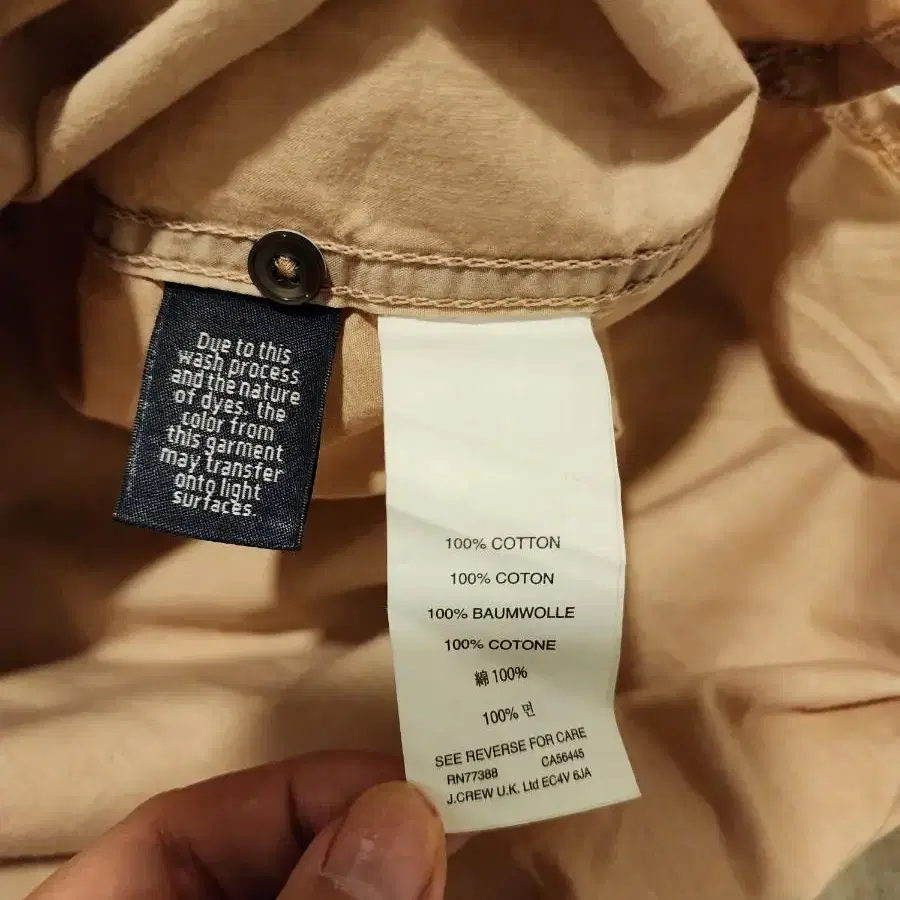 Due to this
wash process
and the nature
of dyes. the
color from
this garment
may transfer
onto light
surfaces.
100% COTTON
100% COTON
100% BAUMWOLLE
100% COTONE
綿 100%
100% 면
SEE REVERSE FOR CARE
RN77388 CA56445
J.CREW U.K. Ltd EC4V 6JA